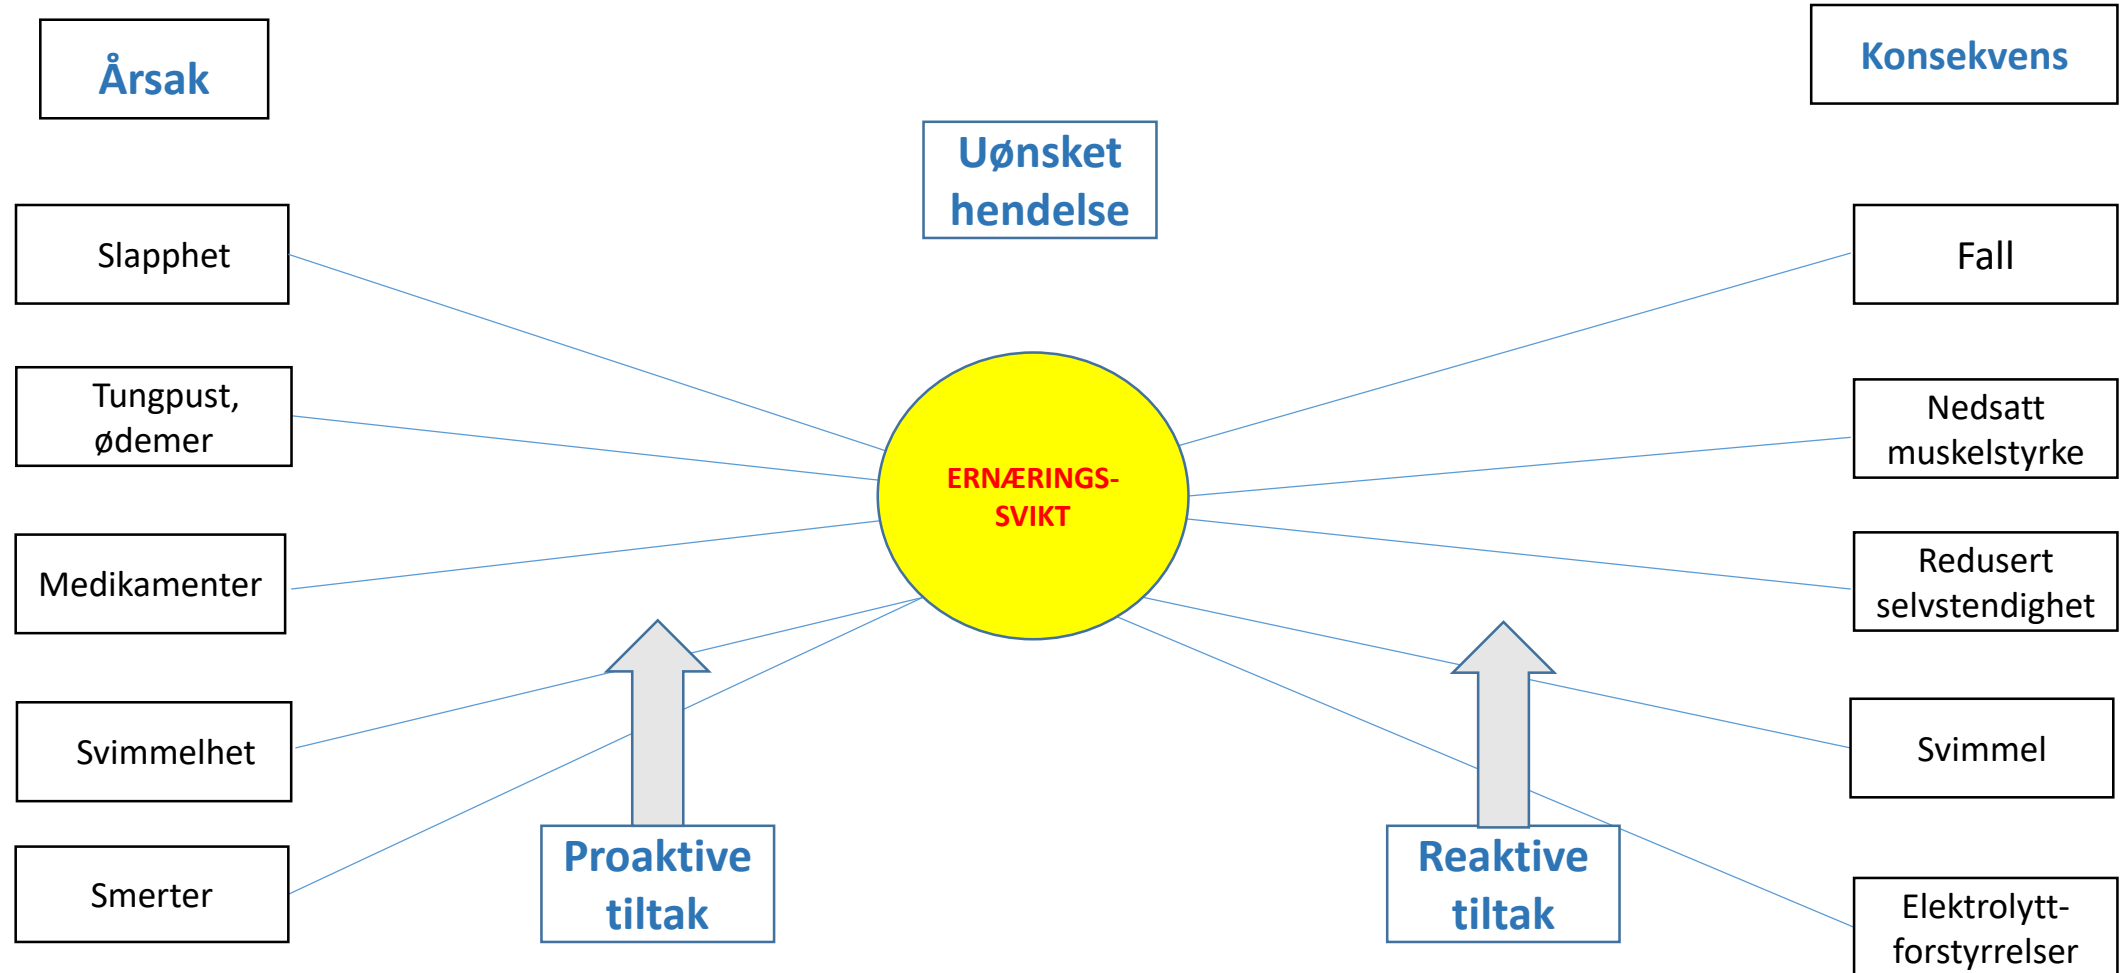 Årsak
Konsekvens
Uønsket
hendelse
Slapphet
Fall
Tungpust,
ødemer
Nedsatt
muskelstyrke
ERNÆRINGS-
SVIKT
Medikamenter
Redusert
selvstendighet
Svimmelhet
Svimmel
Smerter
Proaktive
tiltak
Reaktive
tiltak
Elektrolytt-
forstyrrelser